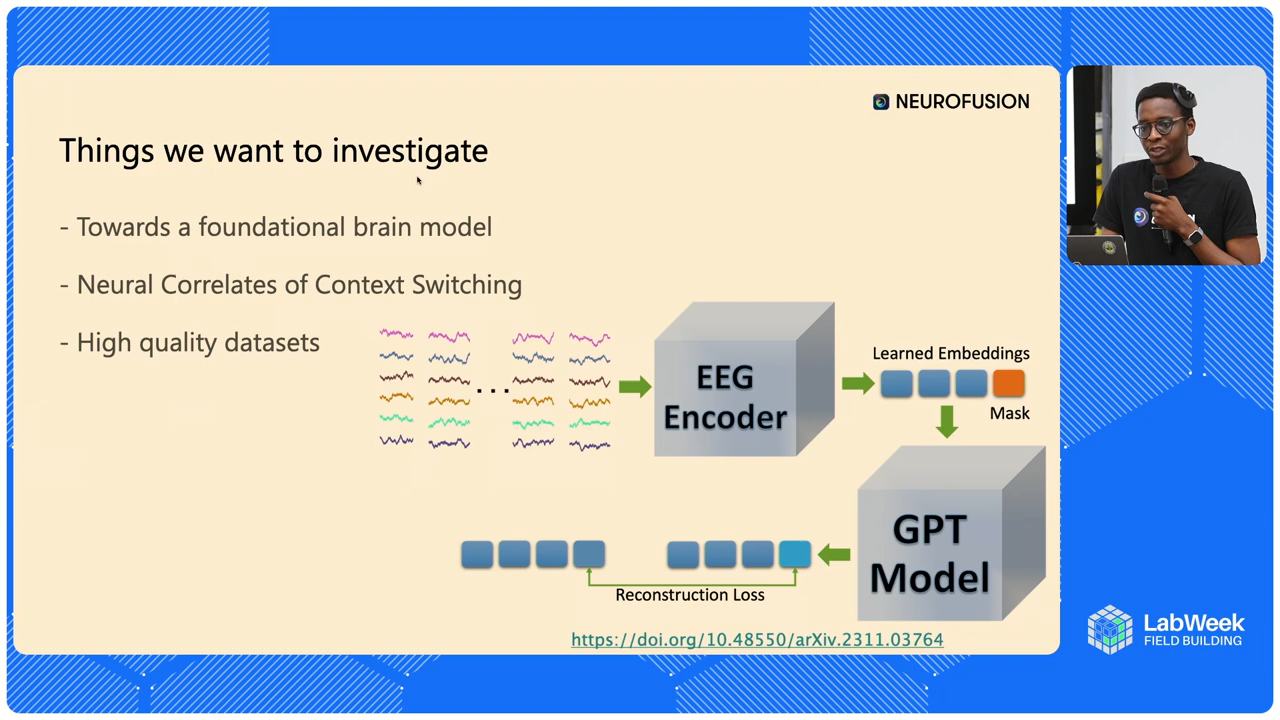 NEUROFUSION
Things we want to investigate
- Towards a foundational brain model
- Neural Correlates of Context Switching
- High quality datasets
...
EEG
Encoder
Learned Embeddings
Mask
GPT
Model
Reconstruction Loss
https://doi.org/10.48550/arXiv.2311.03764
LabWeek
FIELD BUILDING